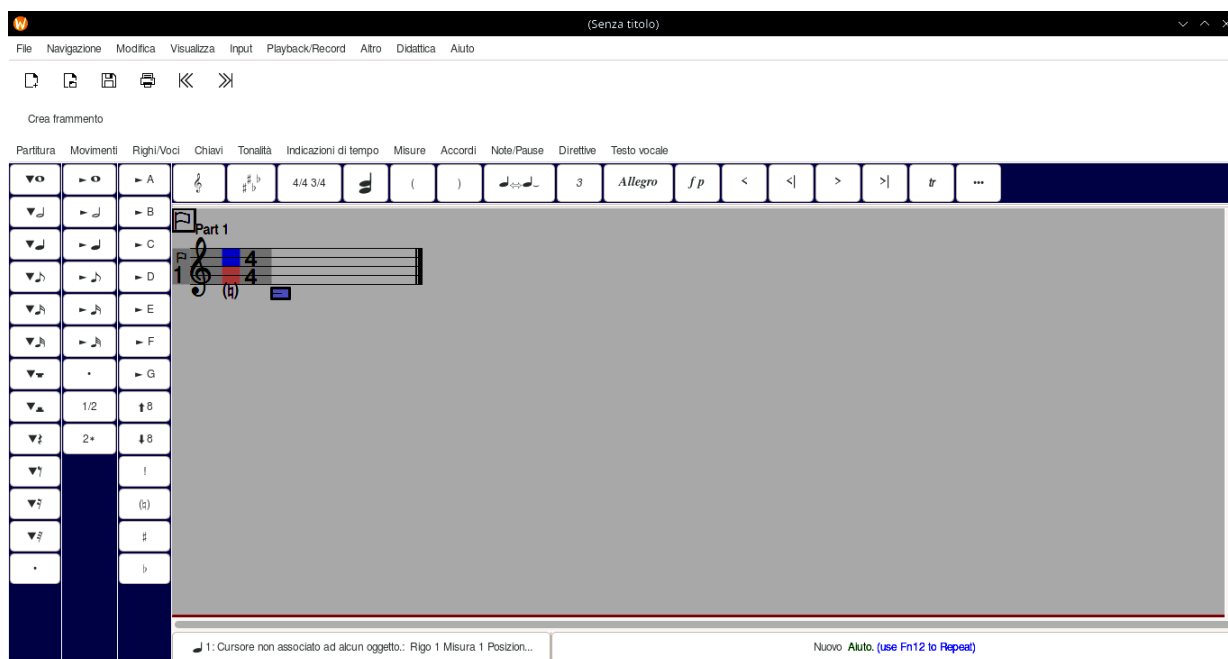 (Senza titolo)
File Navigazione Modifica Visualizza Input Playback/Record Altro Didattica Aiuto
Crea frammento
Partitura Movimenti Righi/Voci Chiavi Tonalità Indicazioni di tempo Misure Accordi Note/Pause Direttive Testo vocale
A 4/4 3/4 ( ) 3 Allegro f p < <| > >| tr ...
B
Part 1
C
4
4
1
D
(♮)
E
F
G
1/2 8
2* 8
!
(♮)
♯
♭
1: Cursore non associato ad alcun oggetto.: Rigo 1 Misura 1 Posizion... Nuovo Aiuto. (use Fn12 to Repeat)